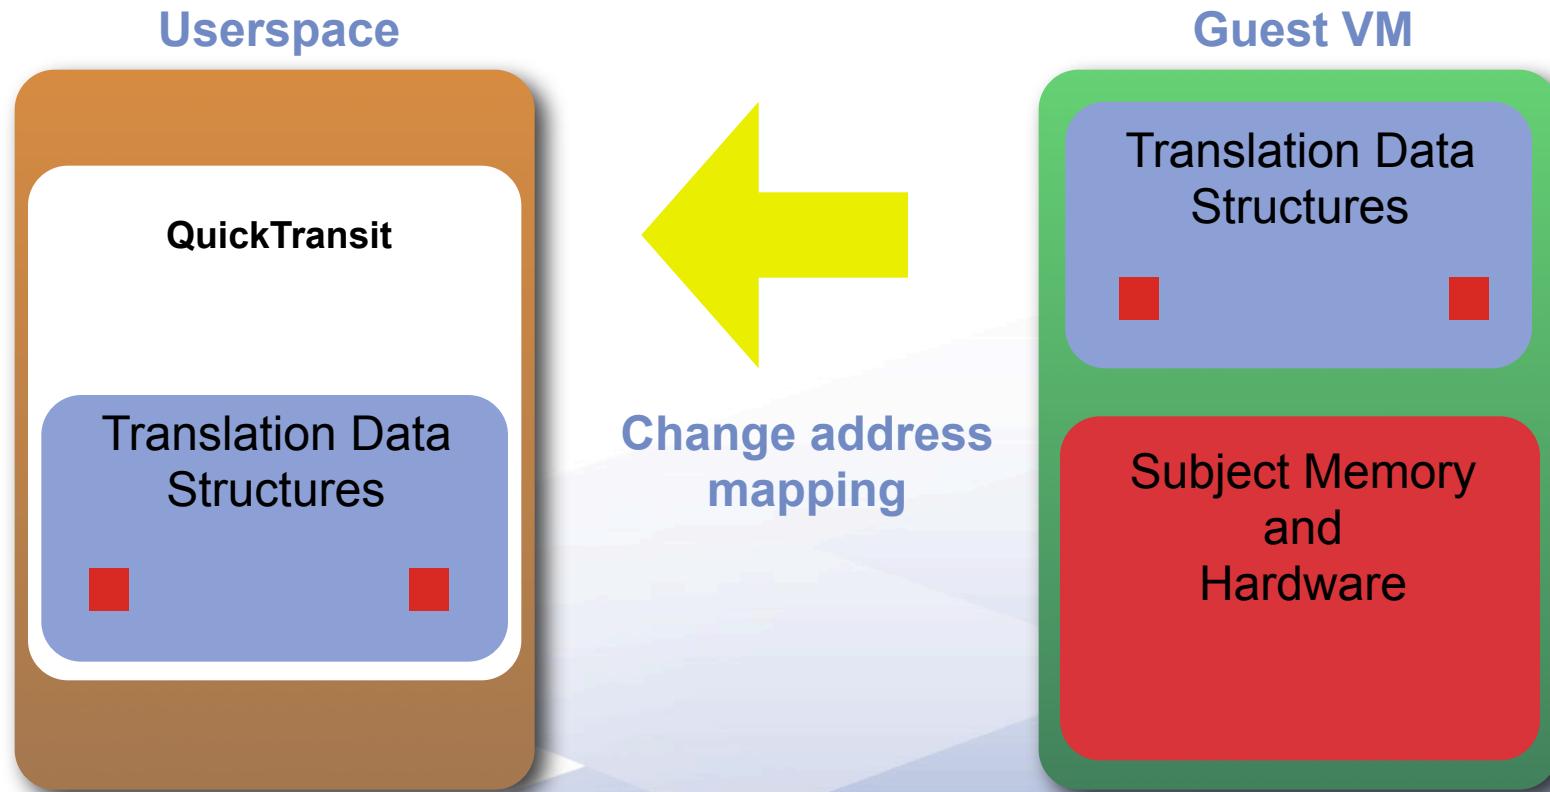 Userspace
Guest VM
QuickTransit
Translation Data
Structures
Change address
mapping
Translation Data
Structures
Subject Memory
and
Hardware